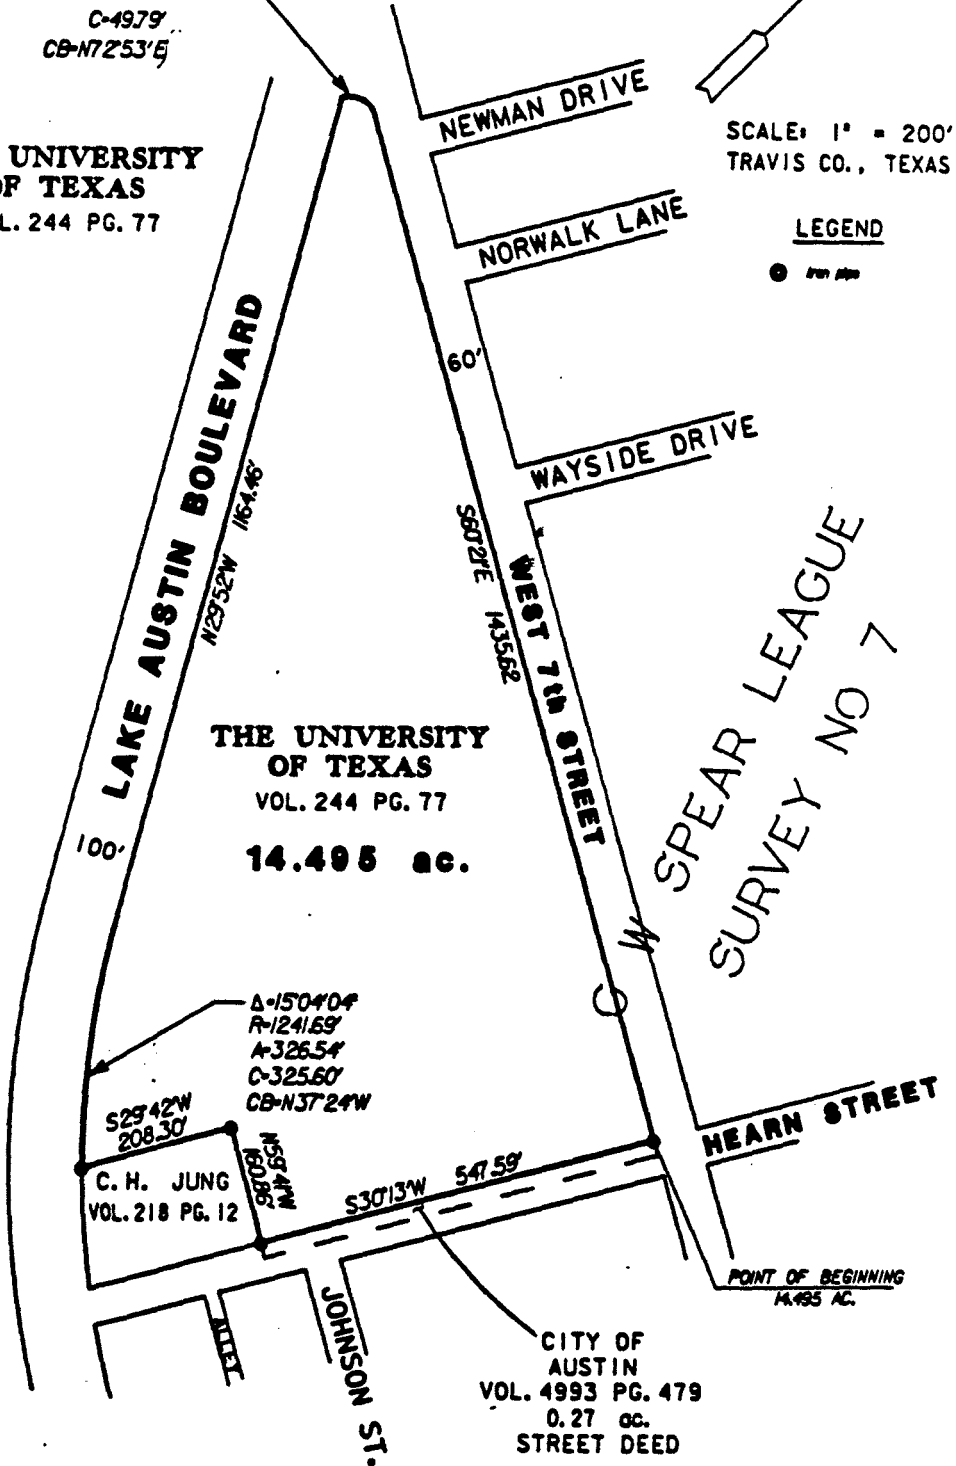 C=49.79'
CB=N72°53'E
UNIVERSITY
OF TEXAS
L. 244 PG. 77
NEWMAN DRIVE
SCALE: 1" = 200'
TRAVIS CO., TEXAS
LEGEND
iron pipe
NORWALK LANE
60'
WAYSIDE DRIVE
LAKE AUSTIN BOULEVARD
N29°52'W 1164.46'
S60°21'E 1435.62
WEST 7th STREET
SPEAR LEAGUE
SURVEY NO 7
THE UNIVERSITY
OF TEXAS
VOL. 244 PG. 77
14.495 ac.
100'
C W
Δ=15°04'04"
R=1241.69'
A=326.54'
C=325.60'
CB=N37°24'W
S29°42'W
208.30'
N59°41'W
160.86'
C. H. JUNG
VOL. 218 PG. 12
S30°13'W 547.59'
HEARN STREET
POINT OF BEGINNING
14.495 AC.
ALLEY
JOHNSON ST.
CITY OF
AUSTIN
VOL. 4993 PG. 479
0.27 ac.
STREET DEED